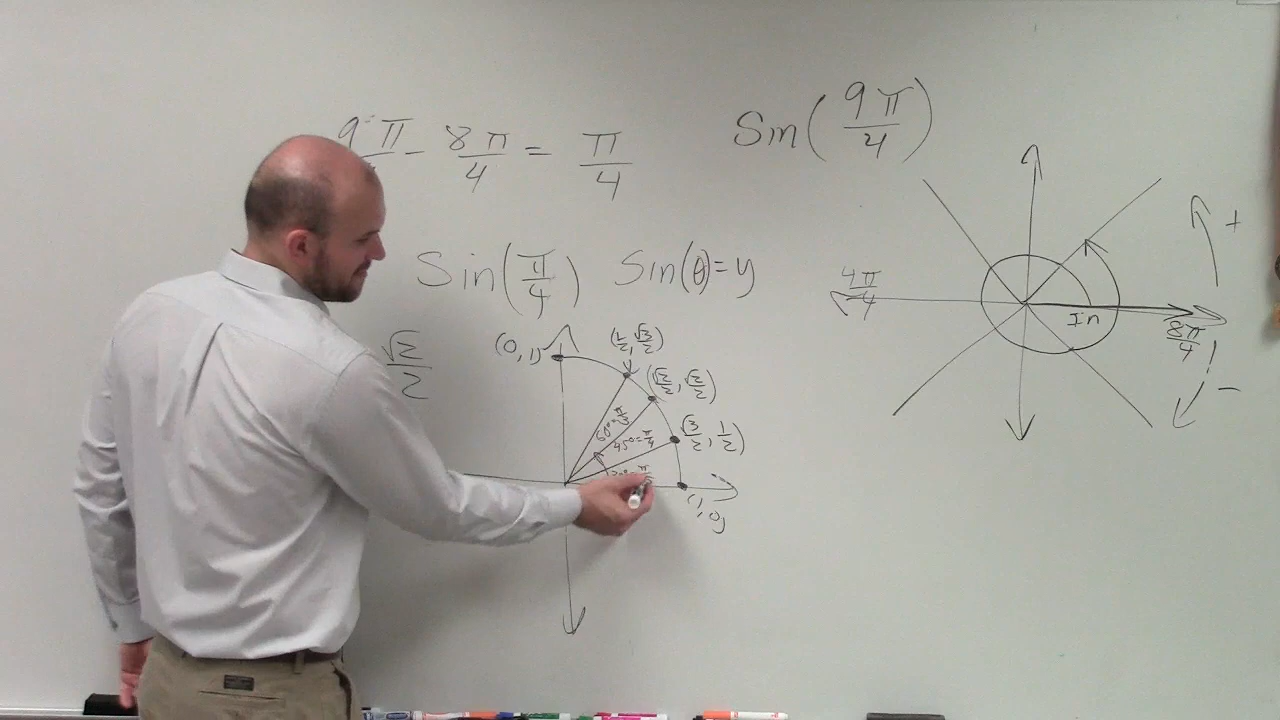 Sin(9π/4)
9π/4 - 8π/4 = π/4
Sin(π/4) Sin(θ)=y
√2/2
(0,1)
(1/2, √3/2)
(√2/2, √2/2)
(√3/2, 1/2)
(1,0)
60°=π/3
45°=π/4
4π/4
8π/4
In
+
-